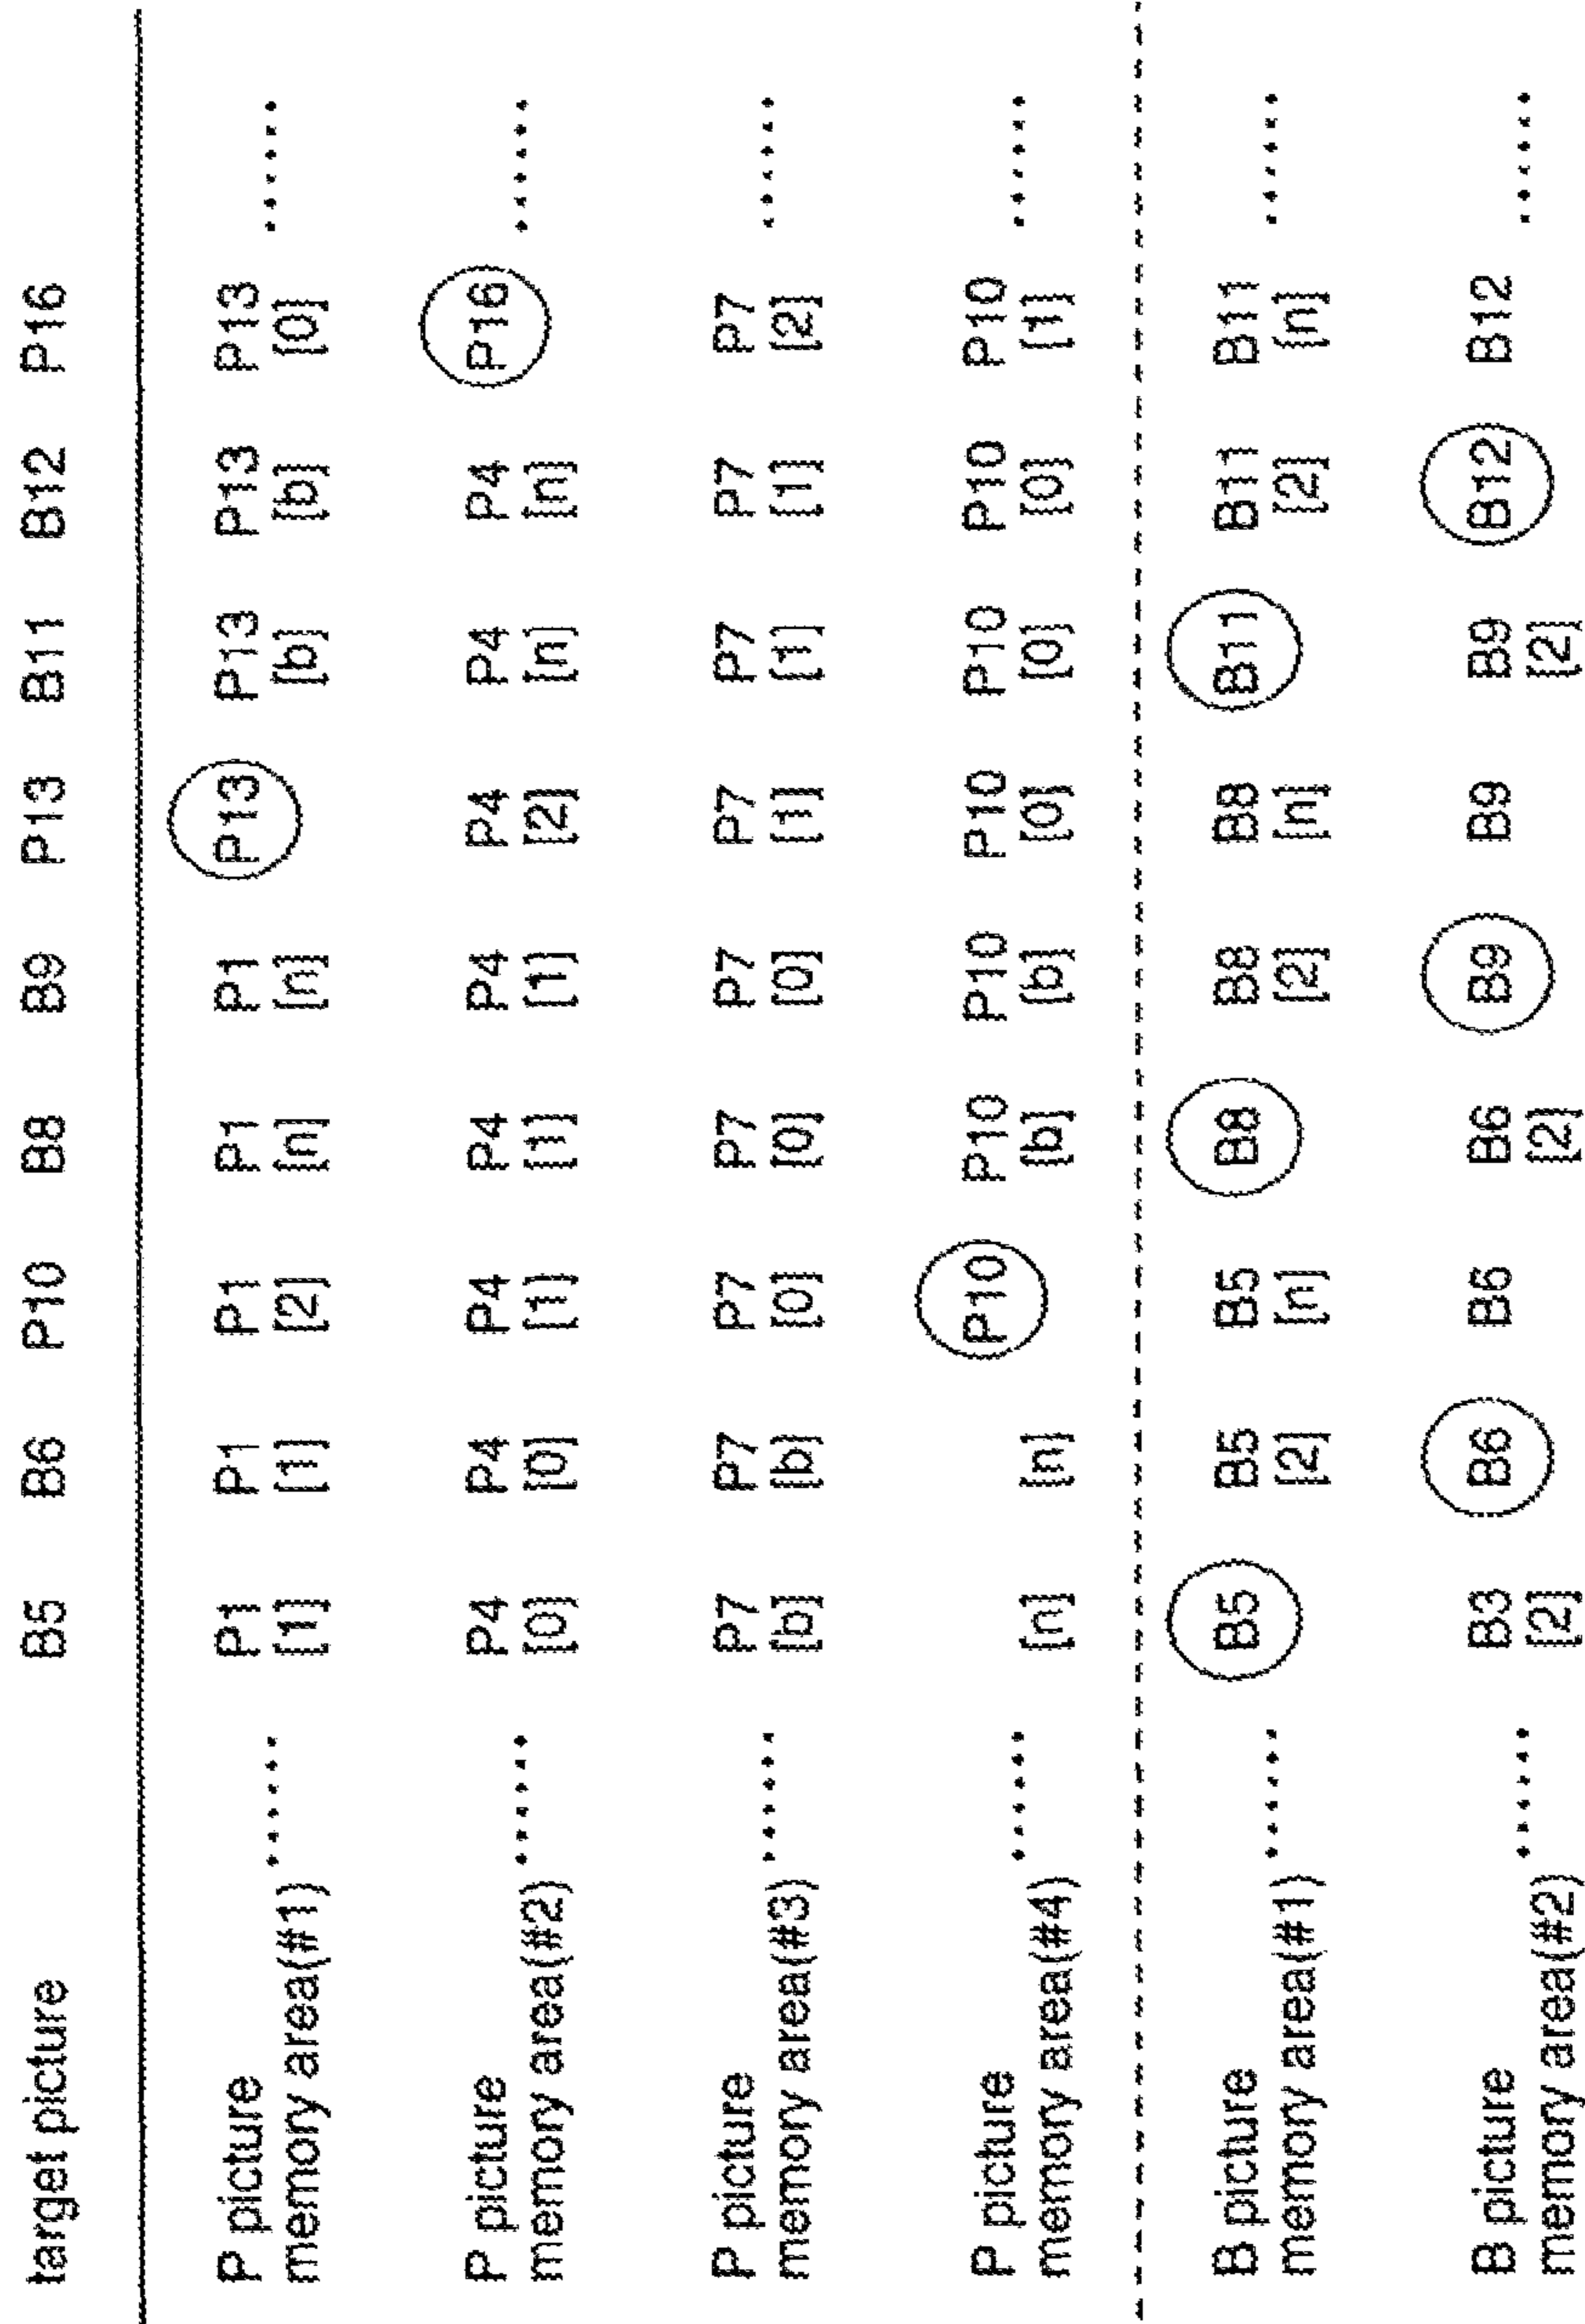 target picture B5 B6 P10 B8 B9 P13 B11 B12 P16
P picture P1 P1 P1 P1 P1 P13 P13 P13 P13
memory area(#1) ...... [1] [1] [2] [n] [n] [b] [b] [0] ......
P picture P4 P4 P4 P4 P4 P4 P4 P4 P16
memory area(#2) ...... [0] [0] [1] [1] [1] [2] [n] [n] ......
P picture P7 P7 P7 P7 P7 P7 P7 P7 P7
memory area(#3) ...... [b] [b] [0] [0] [0] [1] [1] [1] [2] ......
P picture P10 P10 P10 P10 P10 P10 P10
memory area(#4) ...... [n] [n] [b] [b] [0] [0] [0] [1] ......
B picture B5 B5 B5 B8 B8 B8 B11 B11 B11
memory area(#1) ...... [2] [n] [2] [n] [2] [n] ......
B picture B3 B6 B6 B6 B9 B9 B9 B12 B12
memory area(#2) ...... [2] [2] [2] ......